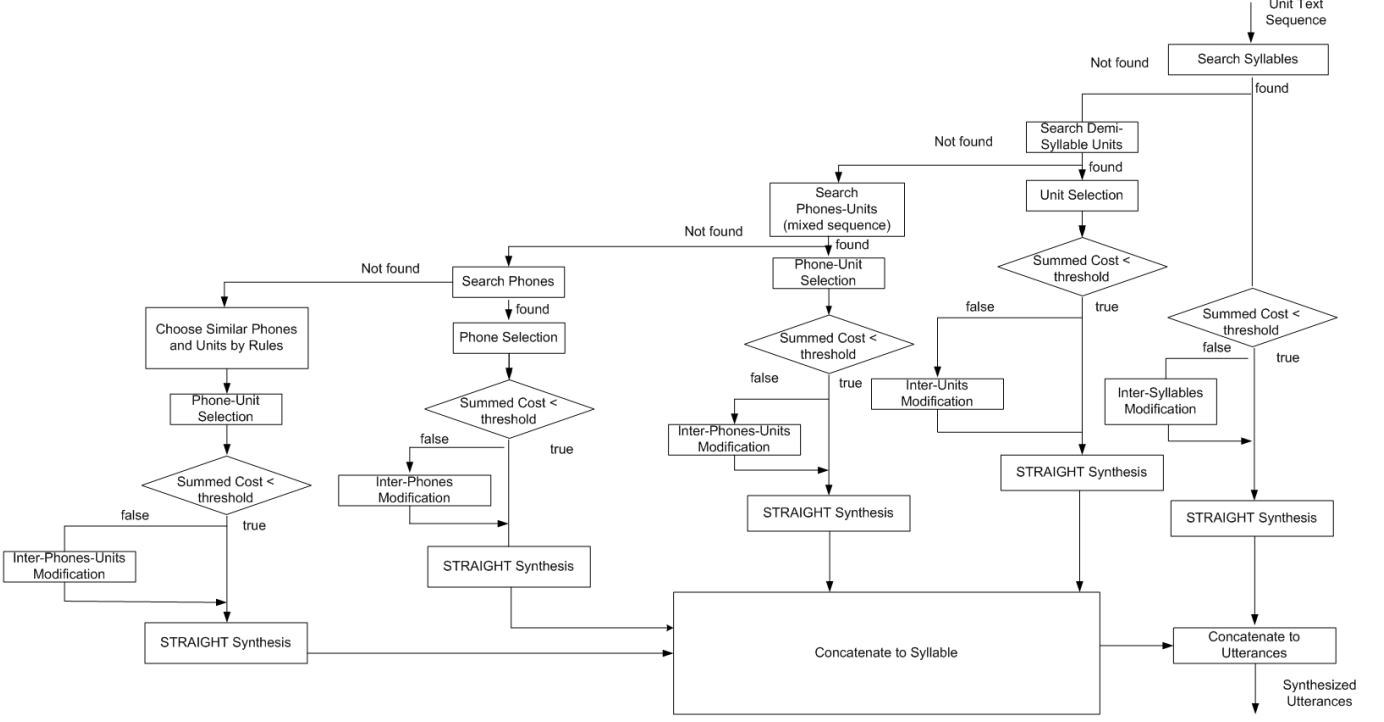 Unit Text
Sequence
Search Syllables
Not found
found
Search Demi-
Syllable Units
Not found
found
Search
Phones-Units
(mixed sequence)
Unit Selection
Not found
found
Summed Cost <
threshold
Phone-Unit
Selection
Not found
Search Phones
found
false
true
Summed Cost <
threshold
Choose Similar Phones
and Units by Rules
Phone Selection
Summed Cost <
threshold
false
true
false
true
Inter-Units
Modification
Inter-Syllables
Modification
Phone-Unit
Selection
Summed Cost <
threshold
Inter-Phones-Units
Modification
false
true
STRAIGHT Synthesis
Summed Cost <
threshold
Inter-Phones
Modification
STRAIGHT Synthesis
STRAIGHT Synthesis
false
true
Inter-Phones-Units
Modification
STRAIGHT Synthesis
STRAIGHT Synthesis
Concatenate to Syllable
Concatenate to
Utterances
Synthesized
Utterances